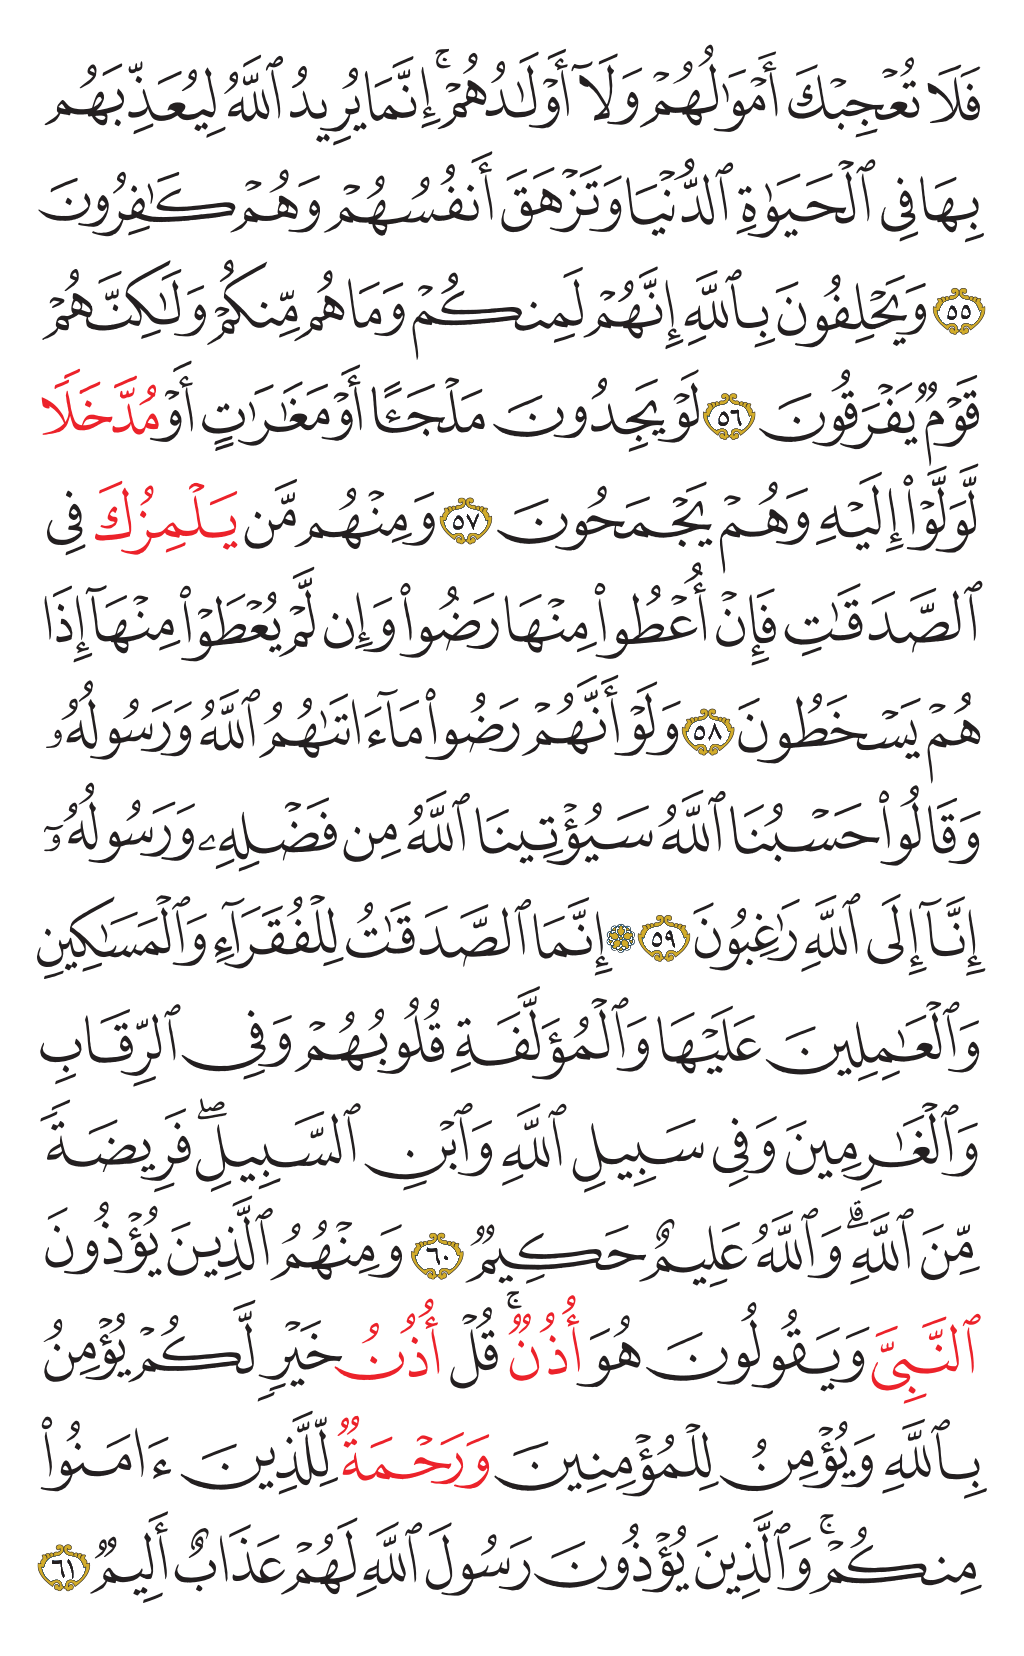 فَلَا تُعْجِبْكَ أَمْوَٰلُهُمْ وَلَآ أَوْلَـٰدُهُمْ ۚ إِنَّمَا يُرِيدُ ٱللَّهُ لِيُعَذِّبَهُم
بِهَا فِى ٱلْحَيَوٰةِ ٱلدُّنْيَا وَتَزْهَقَ أَنفُسُهُمْ وَهُمْ كَـٰفِرُونَ
٥٥ وَيَحْلِفُونَ بِٱللَّهِ إِنَّهُمْ لَمِنكُمْ وَمَا هُم مِّنكُمْ وَلَـٰكِنَّهُمْ
قَوْمٌ يَفْرَقُونَ ٥٦ لَوْ يَجِدُونَ مَلْجَـًٔا أَوْ مَغَـٰرَٰتٍ أَوْ مُدَّخَلًا
لَّوَلَّوْا۟ إِلَيْهِ وَهُمْ يَجْمَحُونَ ٥٧ وَمِنْهُم مَّن يَلْمِزُكَ فِى
ٱلصَّدَقَـٰتِ فَإِنْ أُعْطُوا۟ مِنْهَا رَضُوا۟ وَإِن لَّمْ يُعْطَوْا۟ مِنْهَآ إِذَا
هُمْ يَسْخَطُونَ ٥٨ وَلَوْ أَنَّهُمْ رَضُوا۟ مَآ ءَاتَىٰهُمُ ٱللَّهُ وَرَسُولُهُۥ
وَقَالُوا۟ حَسْبُنَا ٱللَّهُ سَيُؤْتِينَا ٱللَّهُ مِن فَضْلِهِۦ وَرَسُولُهُۥٓ
إِنَّآ إِلَى ٱللَّهِ رَٰغِبُونَ ٥٩ ۞ إِنَّمَا ٱلصَّدَقَـٰتُ لِلْفُقَرَآءِ وَٱلْمَسَـٰكِينِ
وَٱلْعَـٰمِلِينَ عَلَيْهَا وَٱلْمُؤَلَّفَةِ قُلُوبُهُمْ وَفِى ٱلرِّقَابِ
وَٱلْغَـٰرِمِينَ وَفِى سَبِيلِ ٱللَّهِ وَٱبْنِ ٱلسَّبِيلِ ۖ فَرِيضَةً
مِّنَ ٱللَّهِ ۗ وَٱللَّهُ عَلِيمٌ حَكِيمٌ ٦٠ وَمِنْهُمُ ٱلَّذِينَ يُؤْذُونَ
ٱلنَّبِىَّ وَيَقُولُونَ هُوَ أُذُنٌ ۚ قُلْ أُذُنُ خَيْرٍ لَّكُمْ يُؤْمِنُ
بِٱللَّهِ وَيُؤْمِنُ لِلْمُؤْمِنِينَ وَرَحْمَةٌ لِّلَّذِينَ ءَامَنُوا۟
مِنكُمْ ۚ وَٱلَّذِينَ يُؤْذُونَ رَسُولَ ٱللَّهِ لَهُمْ عَذَابٌ أَلِيمٌ ٦١